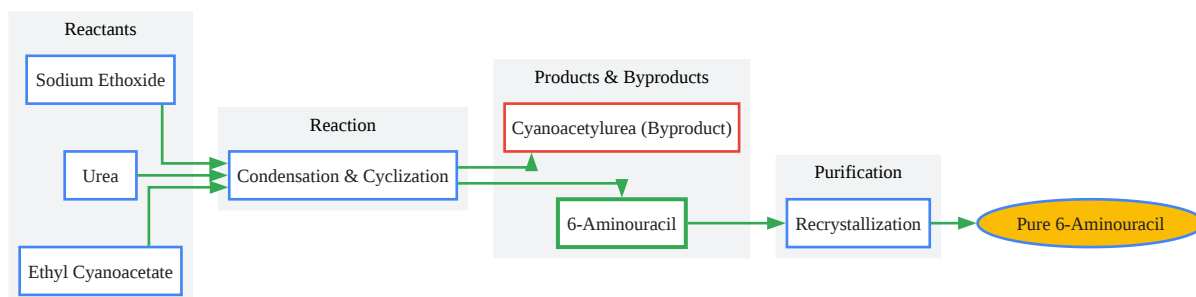 Reactants
Sodium Ethoxide
Urea
Ethyl Cyanoacetate
Reaction
Condensation & Cyclization
Products & Byproducts
Cyanoacetylurea (Byproduct)
6-Aminouracil
Purification
Recrystallization
Pure 6-Aminouracil